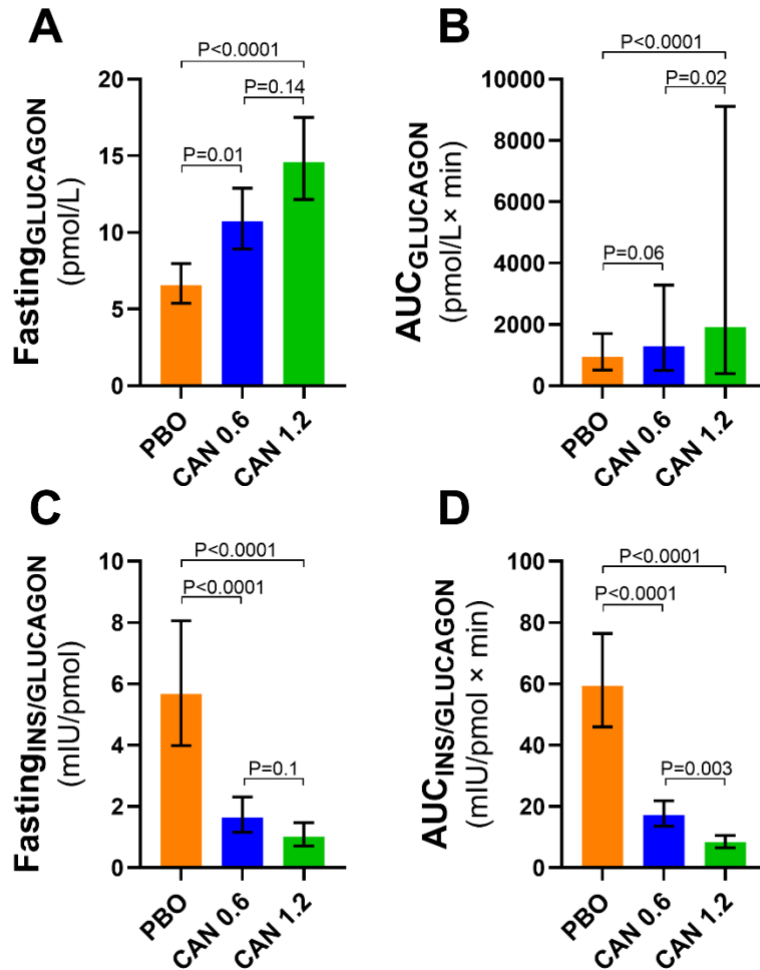 A
P<0.0001
P=0.14
P=0.01
20
15
10
5
0
FastingGLUCAGON
(pmol/L)
PBO
CAN 0.6
CAN 1.2
B
P<0.0001
P=0.02
P=0.06
10000
8000
6000
4000
2000
0
AUCGLUCAGON
(pmol/L× min)
PBO
CAN 0.6
CAN 1.2
C
P<0.0001
P<0.0001
P=0.1
10
8
6
4
2
0
FastingINS/GLUCAGON
(mIU/pmol)
PBO
CAN 0.6
CAN 1.2
D
P<0.0001
P<0.0001
P=0.003
100
80
60
40
20
0
AUCINS/GLUCAGON
(mIU/pmol × min)
PBO
CAN 0.6
CAN 1.2